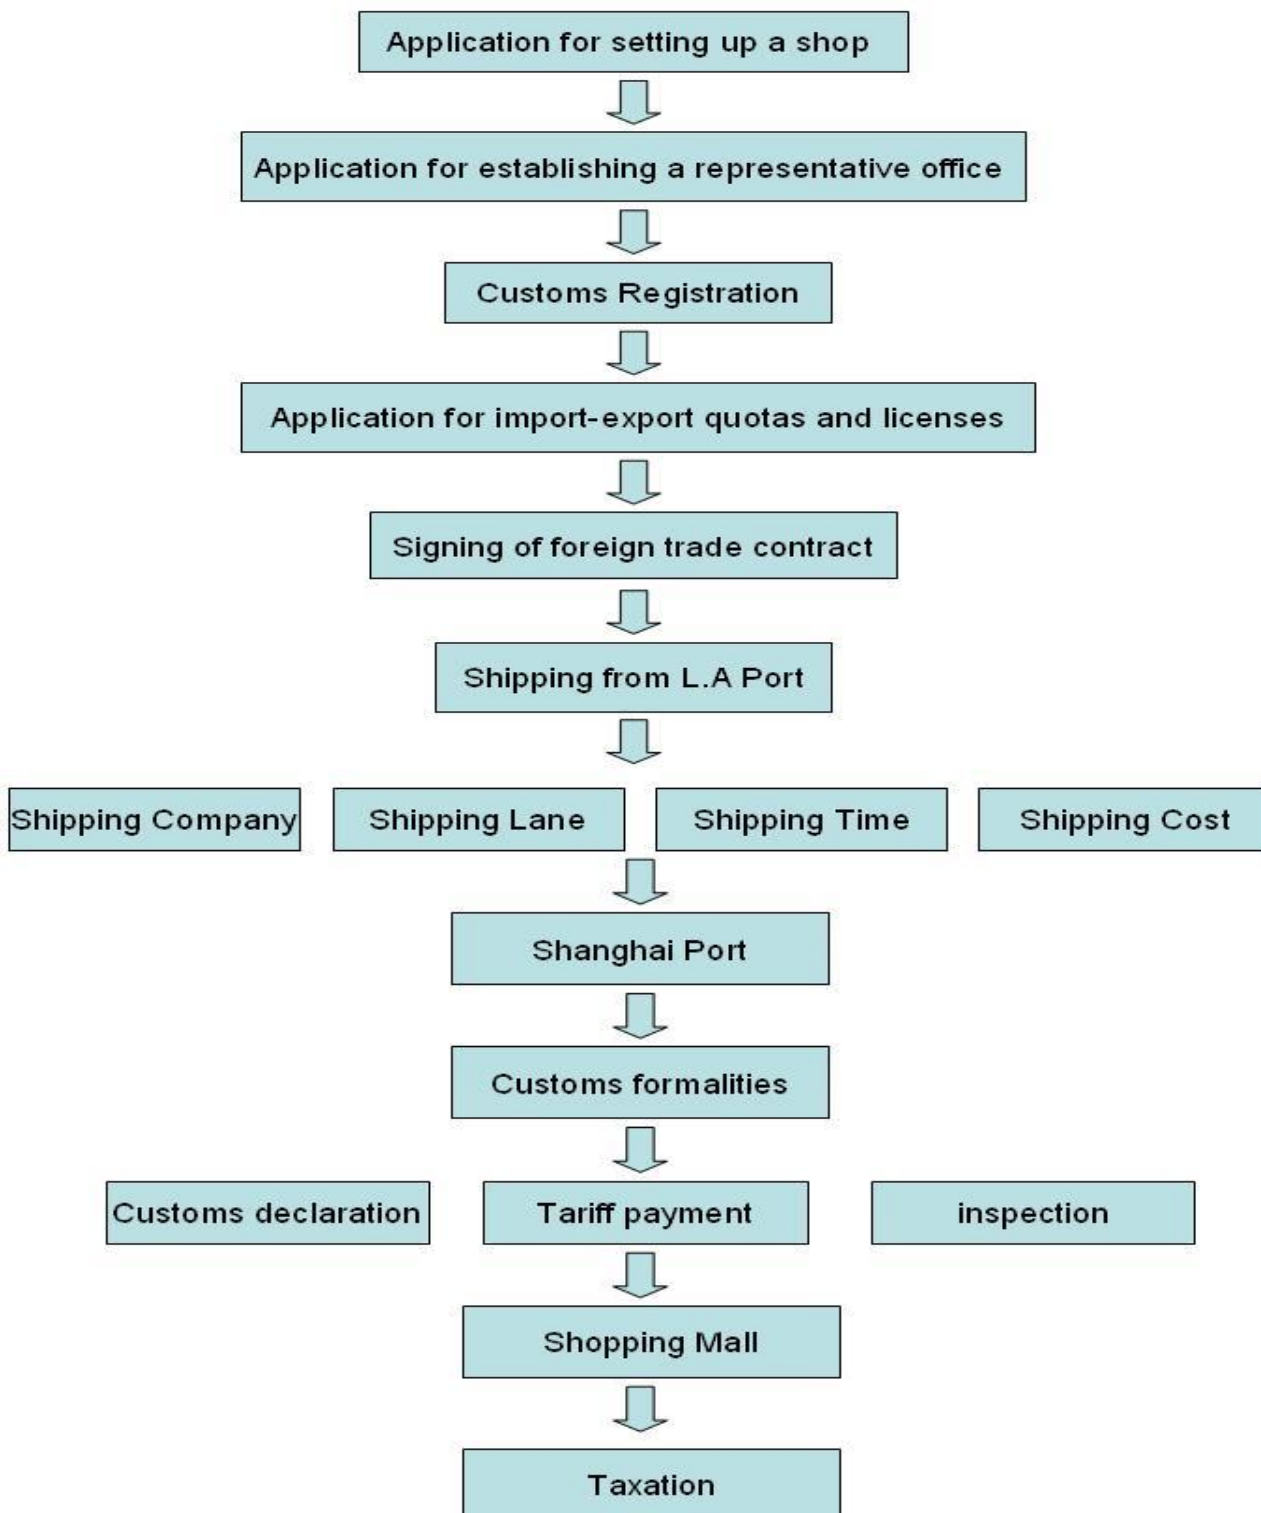 Application for setting up a shop
Application for establishing a representative office
Customs Registration
Application for import-export quotas and licenses
Signing of foreign trade contract
Shipping from L.A Port
Shipping Company
Shipping Lane
Shipping Time
Shipping Cost
Shanghai Port
Customs formalities
Customs declaration
Tariff payment
inspection
Shopping Mall
Taxation